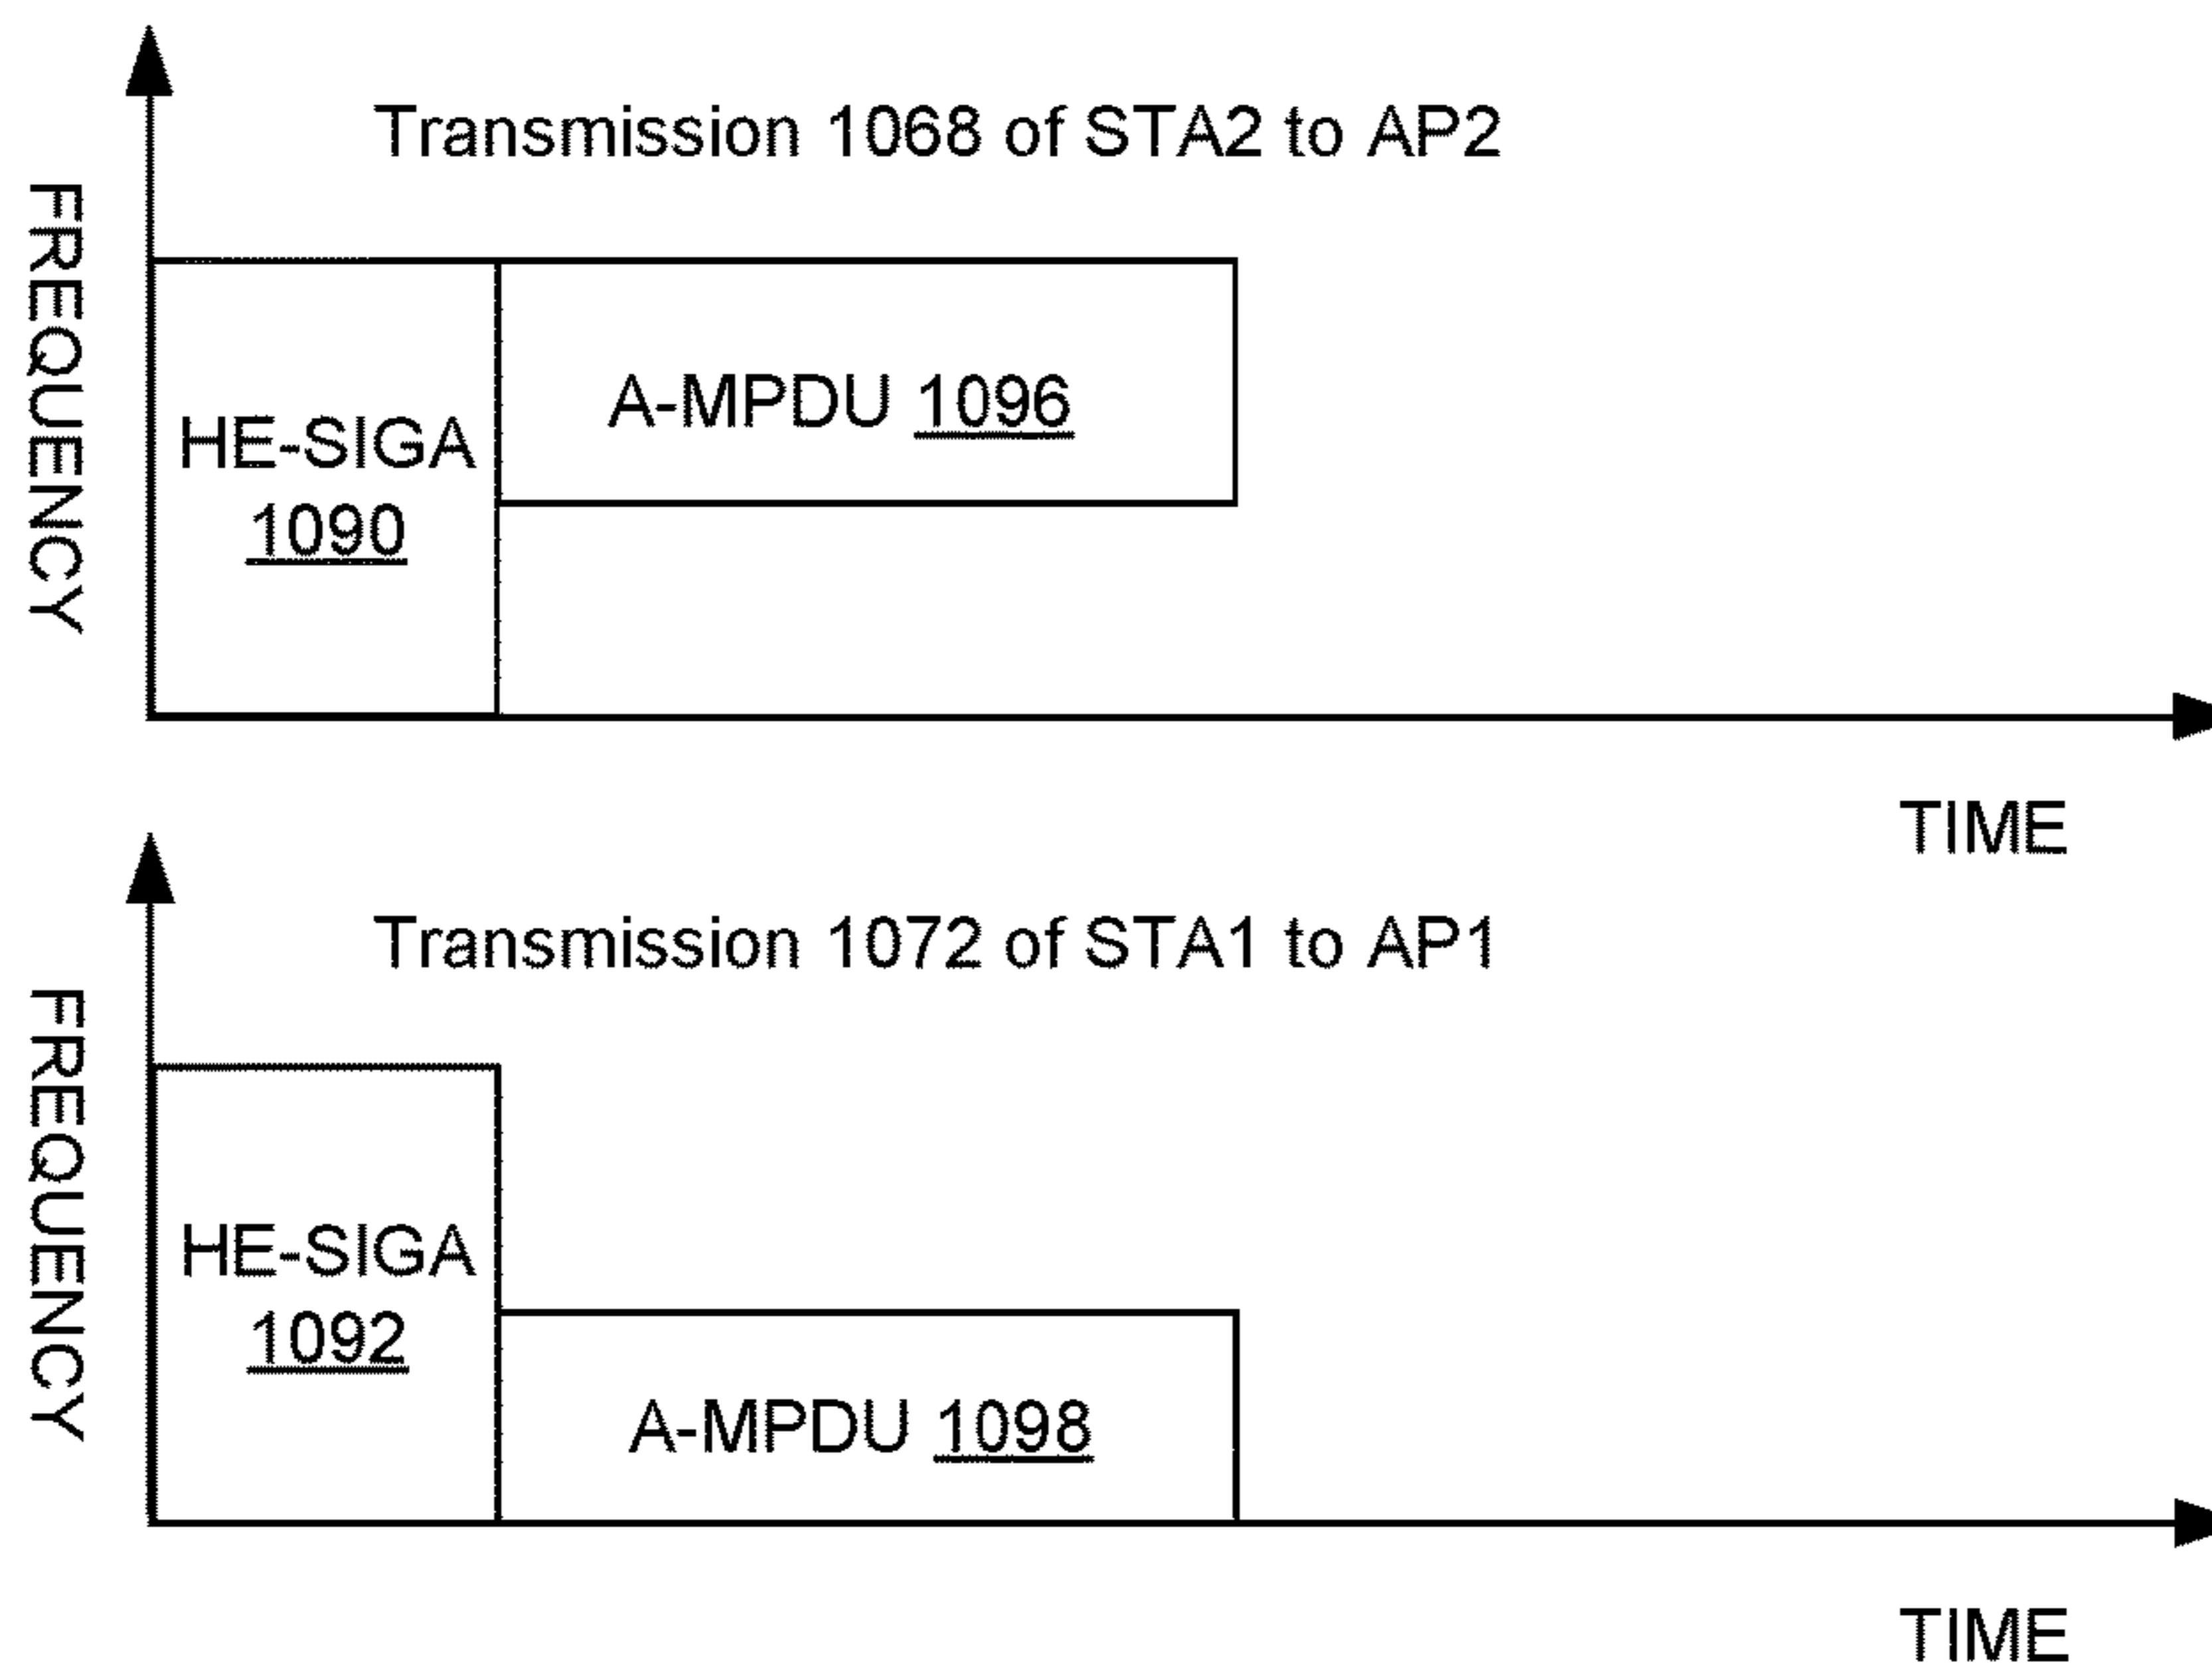 Transmission 1068 of STA2 to AP2
FREQUENCY
A-MPDU 1096
HE-SIGA
1090
TIME
Transmission 1072 of STA1 to AP1
FREQUENCY
HE-SIGA
1092
A-MPDU 1098
TIME